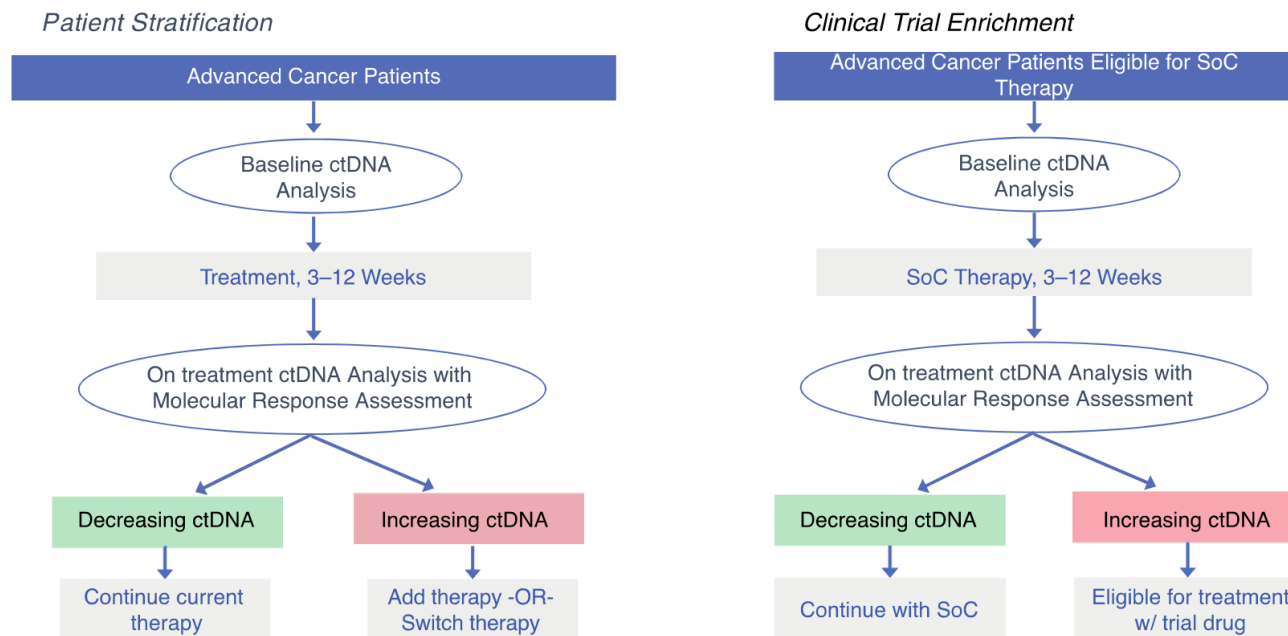 Patient Stratification
Advanced Cancer Patients
Baseline ctDNA
Analysis
Treatment, 3–12 Weeks
On treatment ctDNA Analysis with
Molecular Response Assessment
Decreasing ctDNA
Increasing ctDNA
Continue current
therapy
Add therapy -OR-
Switch therapy
Clinical Trial Enrichment
Advanced Cancer Patients Eligible for SoC
Therapy
Baseline ctDNA
Analysis
SoC Therapy, 3–12 Weeks
On treatment ctDNA Analysis with
Molecular Response Assessment
Decreasing ctDNA
Increasing ctDNA
Continue with SoC
Eligible for treatment
w/ trial drug